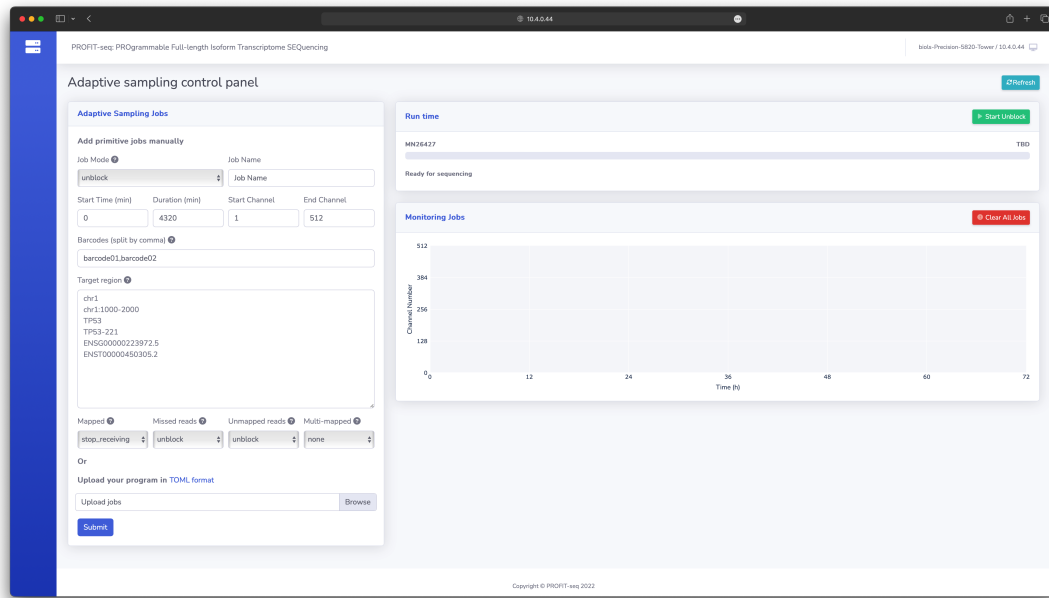 10.4.0.44
PROFIT-seq: PROgrammable Full-length Isoform Transcriptome SEQuencing
biols-Precision-5820-Tower / 10.4.0.44
Adaptive sampling control panel
Refresh
Adaptive Sampling Jobs
Add primitive jobs manually
Job Mode
Job Name
unblock
Job Name
Start Time (min)
Duration (min)
Start Channel
End Channel
0
4320
1
512
Barcodes (split by comma)
barcode01,barcode02
Target region
chr1
chr1:1000-2000
TP53
TP53-221
ENSG00000223972.5
ENST00000450305.2
Mapped
Missed reads
Unmapped reads
Multi-mapped
stop_receiving
unblock
unblock
none
Or
Upload your program in TOML format
Upload jobs
Browse
Submit
Run time
Start Unblock
MN26427
TBD
Ready for sequencing
Monitoring Jobs
Clear All Jobs
512
384
256
128
0
Channel Number
0
12
24
36
48
60
72
Time (h)
Copyright © PROFIT-seq 2022